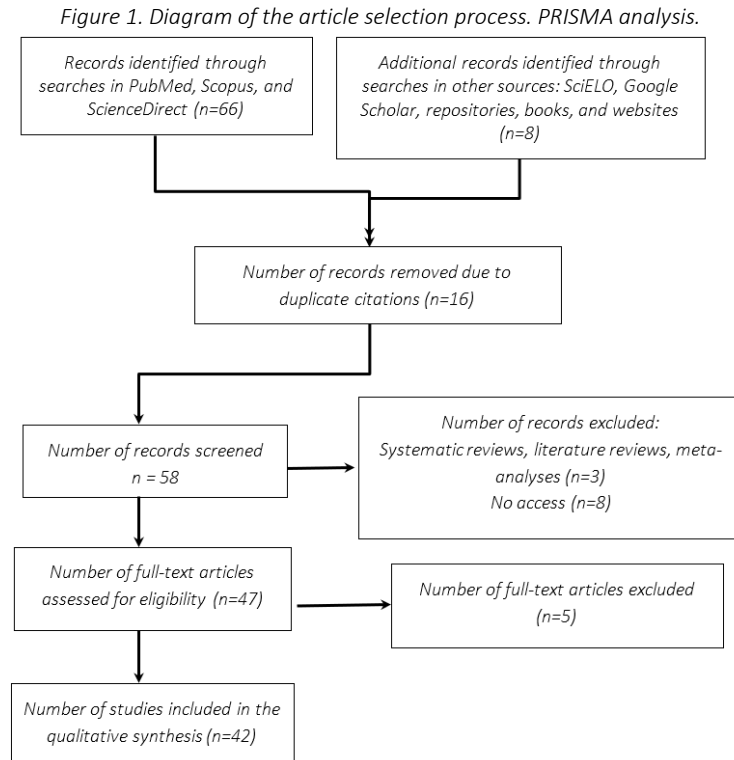 Figure 1. Diagram of the article selection process. PRISMA analysis.
Records identified through
searches in PubMed, Scopus, and
ScienceDirect (n=66)
Additional records identified through
searches in other sources: SciELO, Google
Scholar, repositories, books, and websites
(n=8)
Number of records removed due to
duplicate citations (n=16)
Number of records screened
n = 58
Number of records excluded:
Systematic reviews, literature reviews, meta-
analyses (n=3)
No access (n=8)
Number of full-text articles
assessed for eligibility (n=47)
Number of full-text articles excluded
(n=5)
Number of studies included in the
qualitative synthesis (n=42)